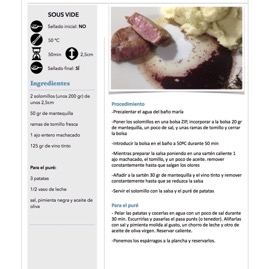 SOUS VIDE
Sellado inicial: NO
50 ºC
50min
2,5cm
Sellado final: SÍ
Ingredientes
2 solomillos (unos 200 gr) de
unos 2,5cm
50 gr de mantequilla
ramas de tomillo fresca
1 ajo entero machacado
125 gr de vino tinto
Para el puré:
3 patatas
1/2 vaso de leche
sal, pimienta negra y aceite de
oliva
Procedimiento
-Precalentar el agua del baño maría
-Poner los solomillos en una bolsa ZIP, incorporar a la bolsa 20 gr
de mantequilla, un poco de sal, y unas ramas de tomillo y cerrar
la bolsa
-Introducir la bolsa en el baño a 50ºC durante 50 min
-Mientras preparar la salsa poniendo en una sartén caliente 1
ajo machacado, el tomillo, y un poco de aceite. remover
constantemente hasta que salgan los olores
-Añadir a la sartén 30 gr de mantequilla y el vino tinto y remover
constantemente hasta que se reduzca la salsa
-Servir el solomillo con la salsa y el puré de patatas
Para el puré
- Pelar las patatas y cocerlas en agua con un poco de sal durante
30 min. Escurrirlas y pasarlas el pasa purés (o tenedor). Aliñarlas
con sal y pimienta molida al gusto, un chorro de leche y otro de
aceite de oliva virgen. Reservar caliente.
-Ponemos los espárragos a la plancha y reservarlos.